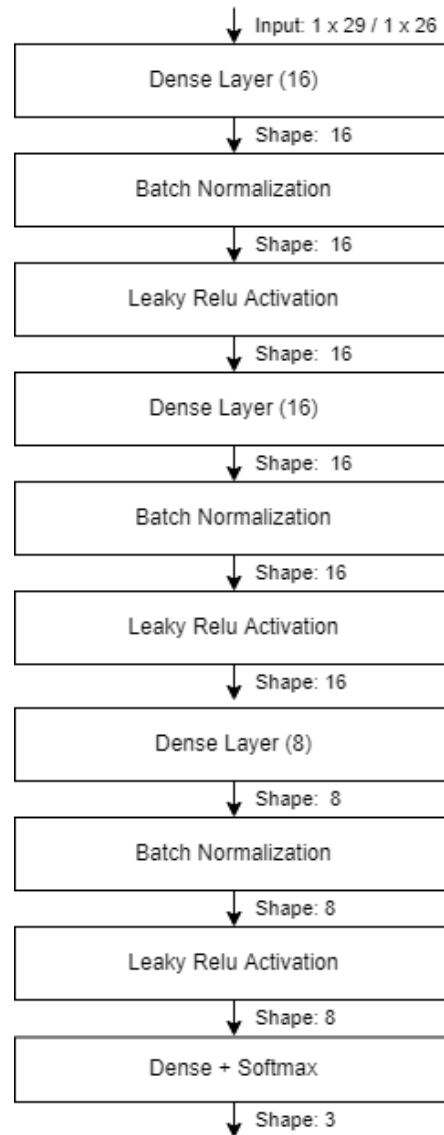 Input: 1 x 29 / 1 x 26
Dense Layer (16)
Shape: 16
Batch Normalization
Shape: 16
Leaky Relu Activation
Shape: 16
Dense Layer (16)
Shape: 16
Batch Normalization
Shape: 16
Leaky Relu Activation
Shape: 16
Dense Layer (8)
Shape: 8
Batch Normalization
Shape: 8
Leaky Relu Activation
Shape: 8
Dense + Softmax
Shape: 3